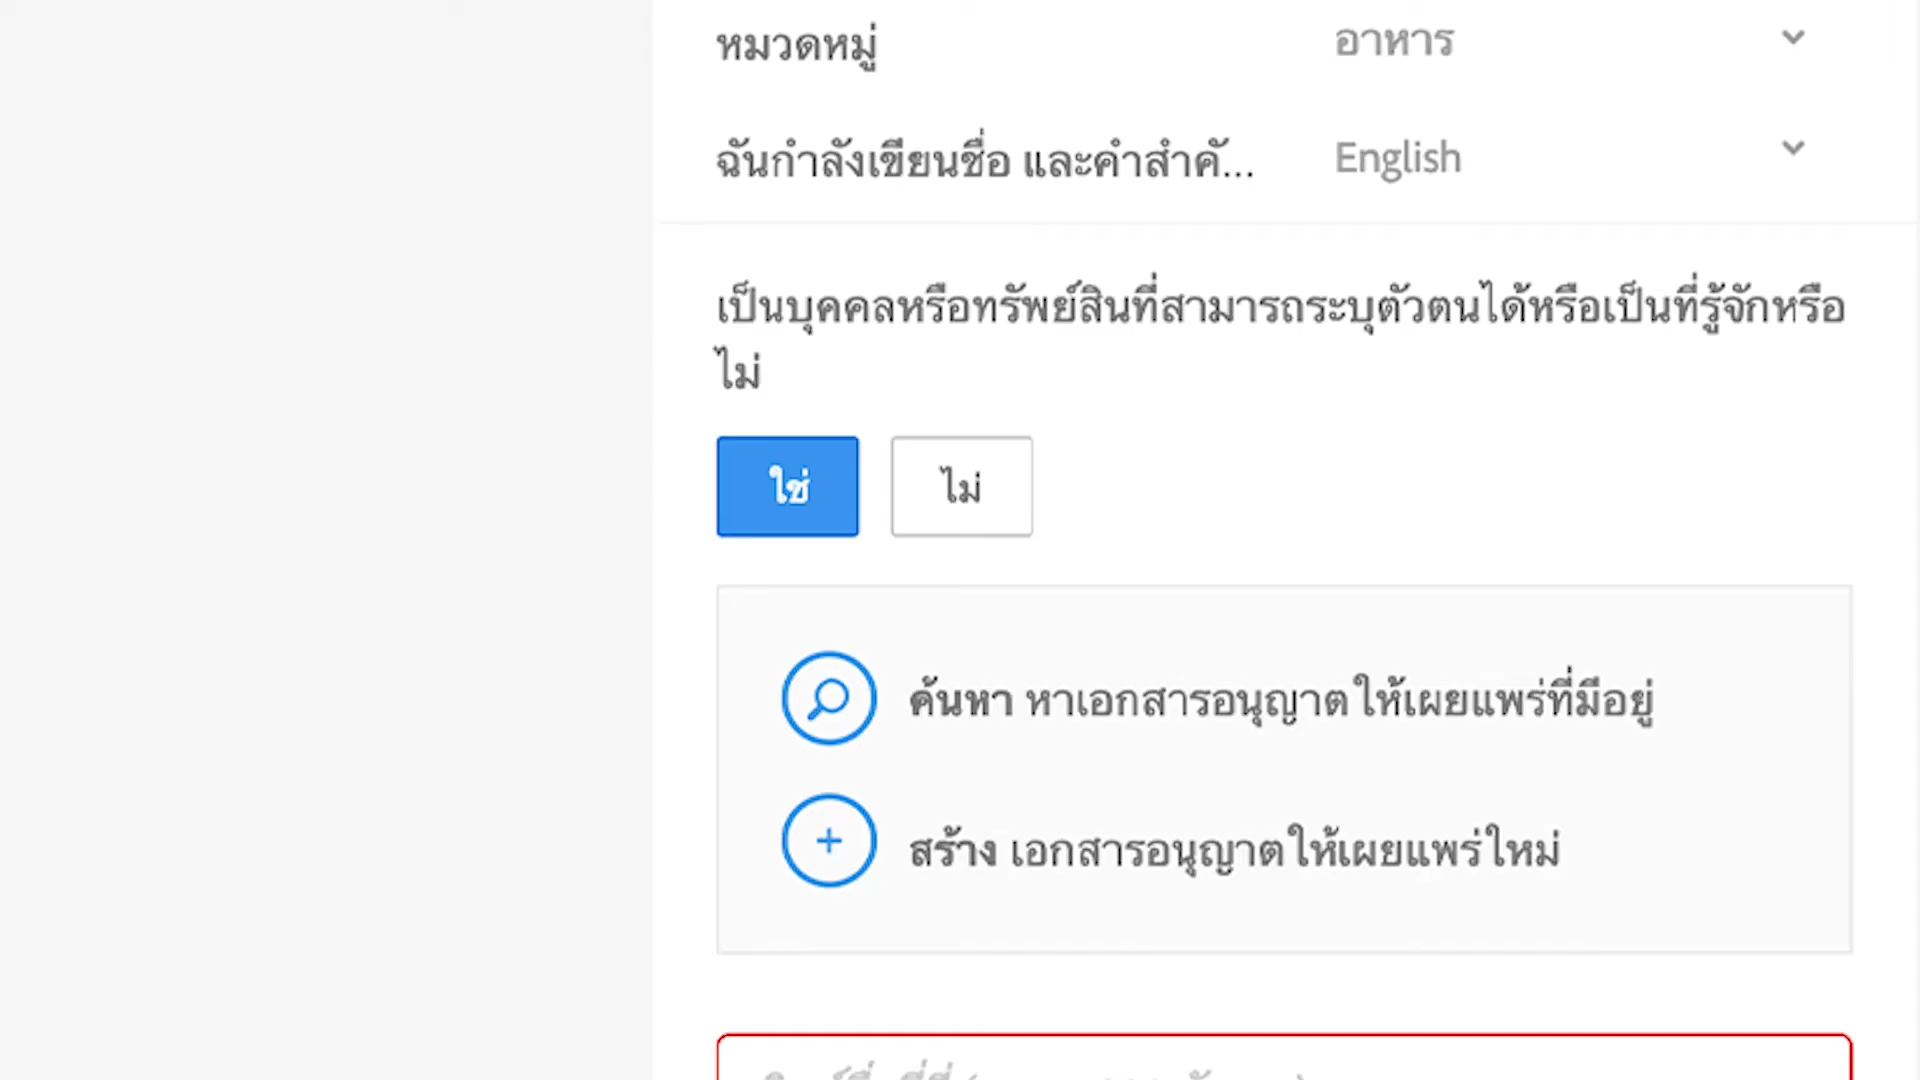 หมวดหมู่ อาหาร
ฉันกำลังเขียนชื่อ และคำสำคั... English
เป็นบุคคลหรือทรัพย์สินที่สามารถระบุตัวตนได้หรือเป็นที่รู้จักหรือ
ไม่
ใช่ ไม่
ค้นหา หาเอกสารอนุญาตให้เผยแพร่ที่มีอยู่
สร้าง เอกสารอนุญาตให้เผยแพร่ใหม่